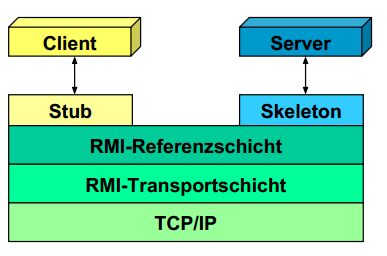 Client
Server
Stub
Skeleton
RMI-Referenzschicht
RMI-Transportschicht
TCP/IP